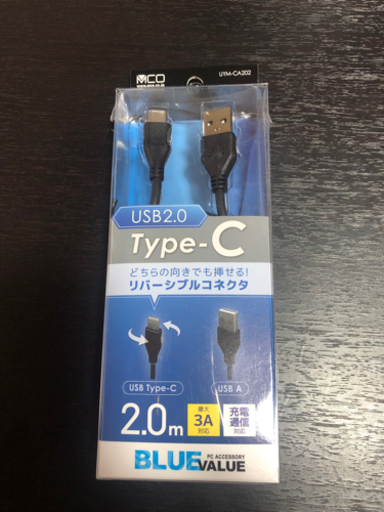 MCO
UYM-CA202
USB2.0
Type-C
どちらの向きでも挿せる!
リバーシブルコネクタ
USB Type-C
USB A
2.0m
最大
3A
対応
充電
通信
対応
PC ACCESSORY
BLUE VALUE